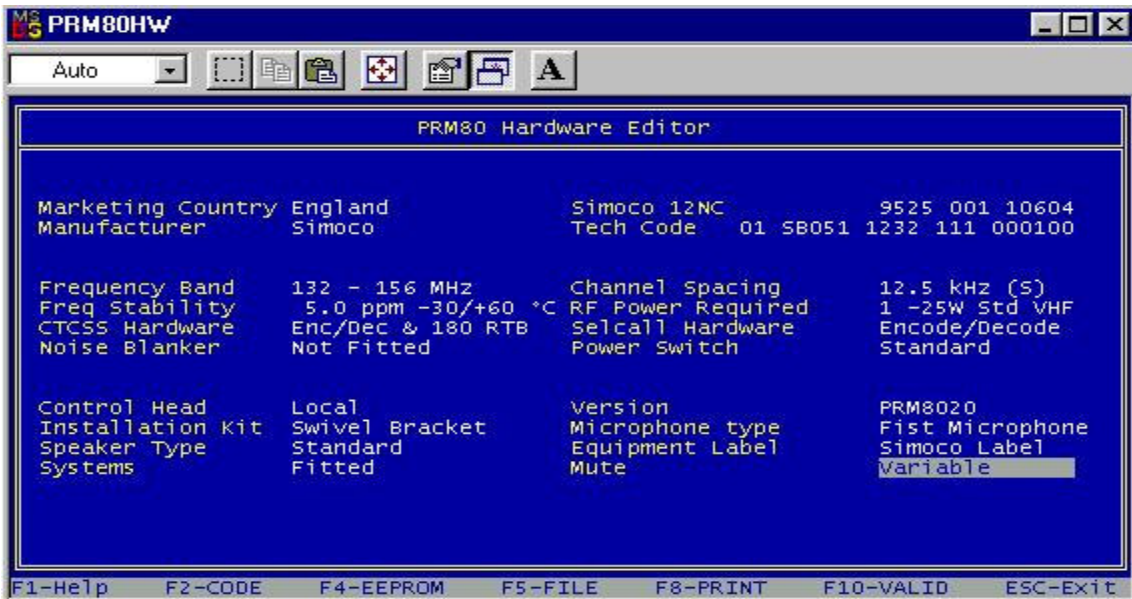 PRM80HW
Auto A
PRM80 Hardware Editor
Marketing Country England Simoco 12NC 9525 001 10604
Manufacturer Simoco Tech Code 01 SB051 1232 111 000100
Frequency Band 132 - 156 MHz Channel Spacing 12.5 kHz (S)
Freq Stability 5.0 ppm -30/+60 °C RF Power Required 1 -25W Std VHF
CTCSS Hardware Enc/Dec & 180 RTB Selcall Hardware Encode/Decode
Noise Blanker Not Fitted Power Switch Standard
Control Head Local Version PRM8020
Installation Kit Swivel Bracket Microphone type Fist Microphone
Speaker Type Standard Equipment Label Simoco Label
Systems Fitted Mute Variable
F1-Help F2-CODE F4-EEPROM F5-FILE F8-PRINT F10-VALID ESC-Exit